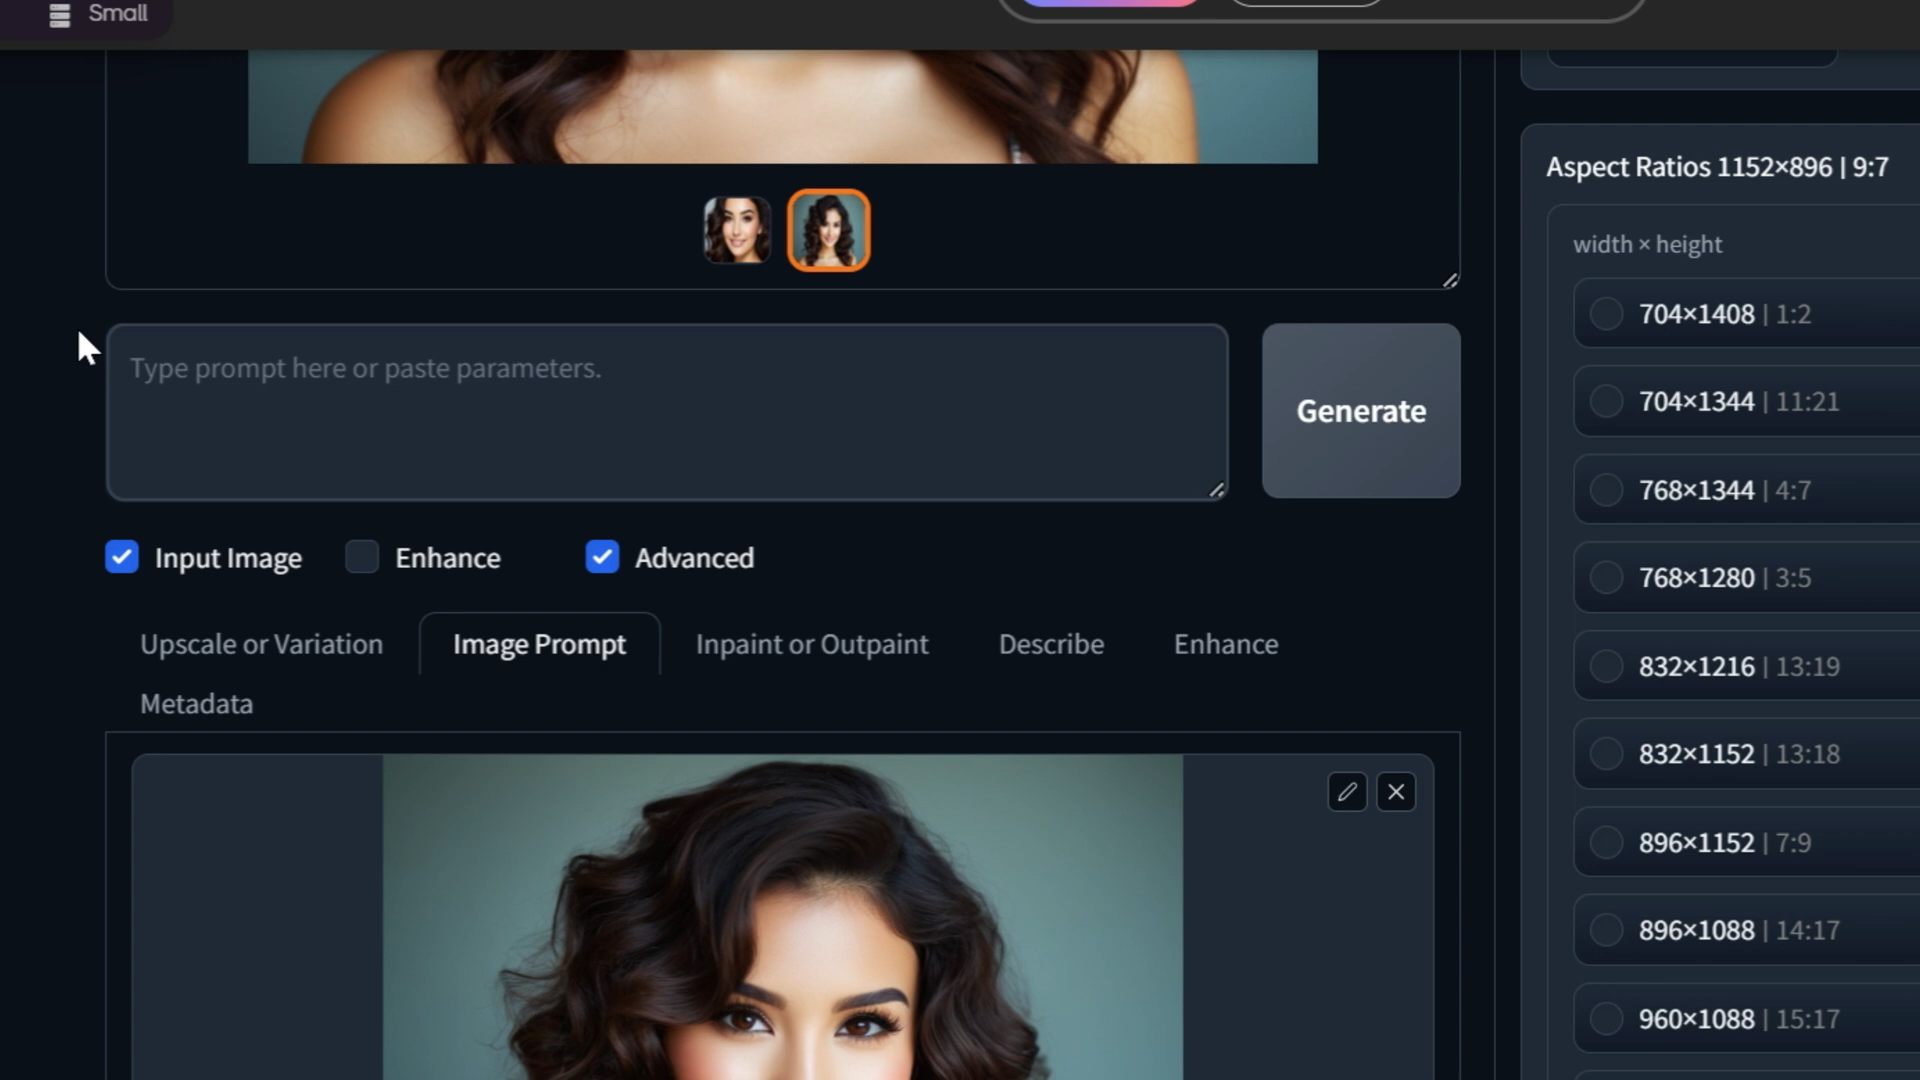 Small
Type prompt here or paste parameters.
Generate
Input Image
Enhance
Advanced
Upscale or Variation
Image Prompt
Inpaint or Outpaint
Describe
Enhance
Metadata
Aspect Ratios 1152×896 | 9:7
width × height
704×1408 | 1:2
704×1344 | 11:21
768×1344 | 4:7
768×1280 | 3:5
832×1216 | 13:19
832×1152 | 13:18
896×1152 | 7:9
896×1088 | 14:17
960×1088 | 15:17